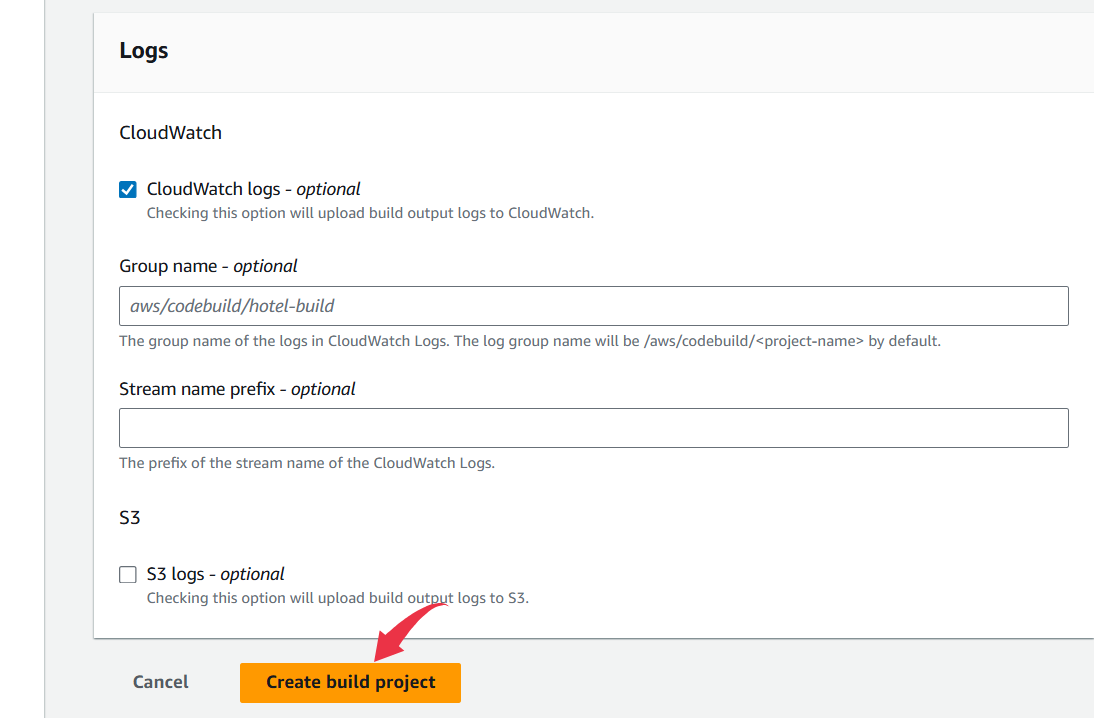 Logs
CloudWatch
CloudWatch logs - optional
Checking this option will upload build output logs to CloudWatch.
Group name - optional
aws/codebuild/hotel-build
The group name of the logs in CloudWatch Logs. The log group name will be /aws/codebuild/<project-name> by default.
Stream name prefix - optional
The prefix of the stream name of the CloudWatch Logs.
S3
S3 logs - optional
Checking this option will upload build output logs to S3.
Cancel
Create build project